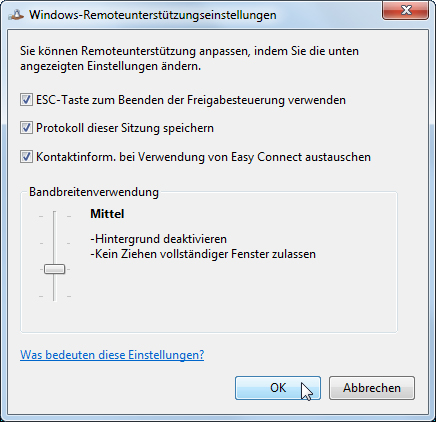 Windows-Remoteunterstützungseinstellungen
Sie können Remoteunterstützung anpassen, indem Sie die unten
angezeigten Einstellungen ändern.
ESC-Taste zum Beenden der Freigabesteuerung verwenden
Protokoll dieser Sitzung speichern
Kontaktinform. bei Verwendung von Easy Connect austauschen
Bandbreitenverwendung
Mittel
-Hintergrund deaktivieren
-Kein Ziehen vollständiger Fenster zulassen
Was bedeuten diese Einstellungen?
OK Abbrechen